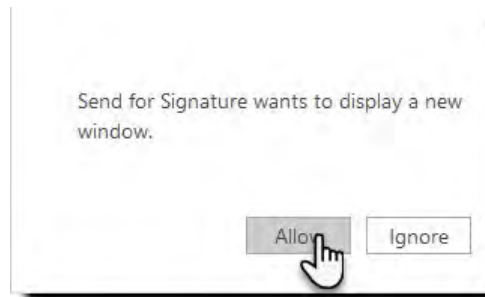 Send for Signature wants to display a new
window.
Allow
Ignore